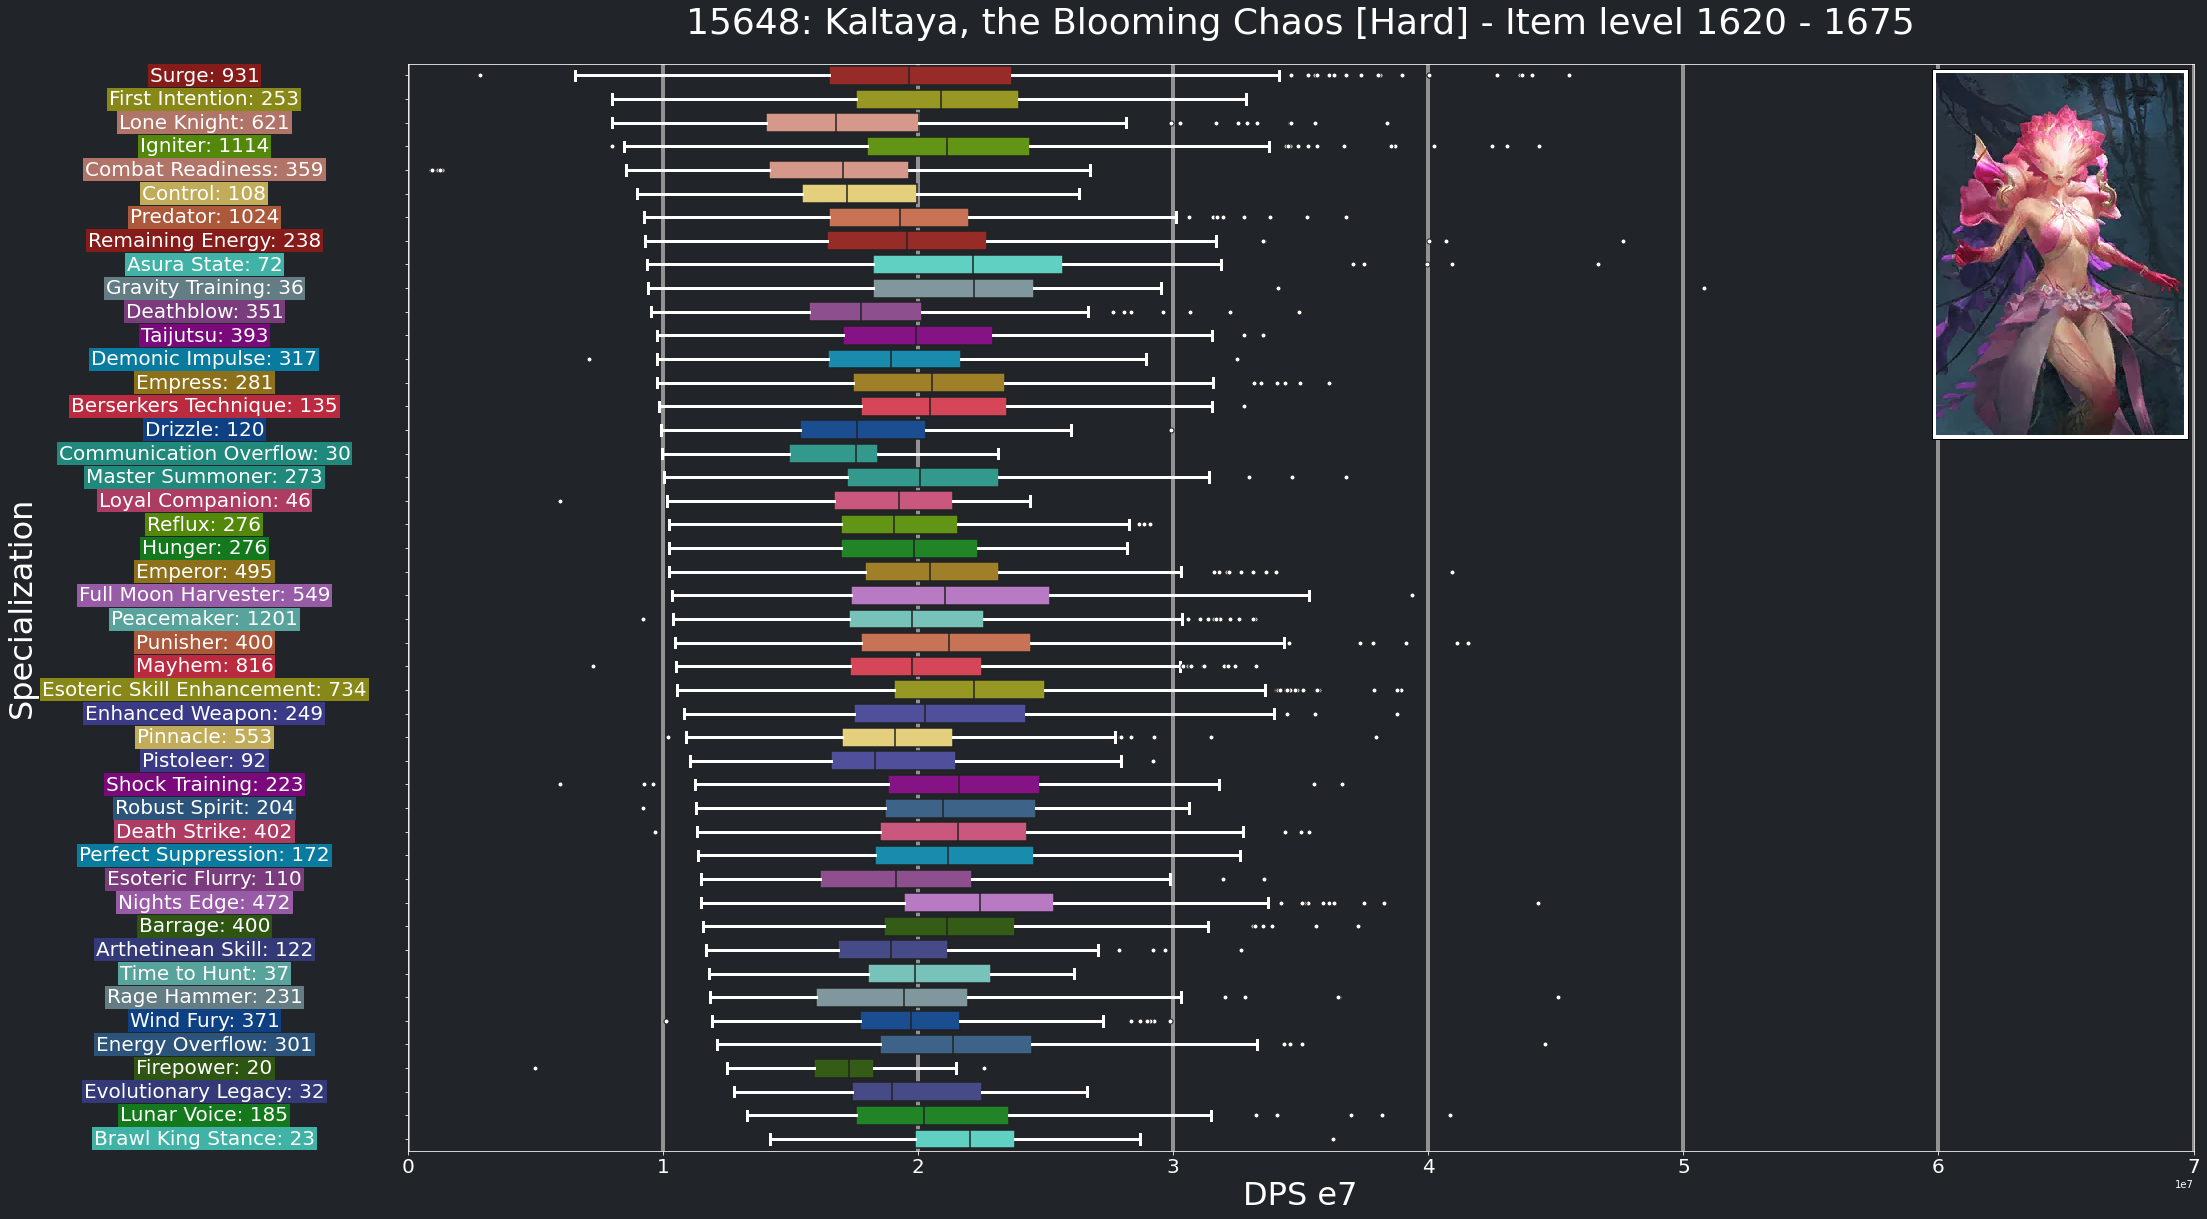 15648: Kaltaya, the Blooming Chaos [Hard] - Item level 1620 - 1675
Specialization
Surge: 931
First Intention: 253
Lone Knight: 621
Igniter: 1114
Combat Readiness: 359
Control: 108
Predator: 1024
Remaining Energy: 238
Asura State: 72
Gravity Training: 36
Deathblow: 351
Taijutsu: 393
Demonic Impulse: 317
Empress: 281
Berserkers Technique: 135
Drizzle: 120
Communication Overflow: 30
Master Summoner: 273
Loyal Companion: 46
Reflux: 276
Hunger: 276
Emperor: 495
Full Moon Harvester: 549
Peacemaker: 1201
Punisher: 400
Mayhem: 816
Esoteric Skill Enhancement: 734
Enhanced Weapon: 249
Pinnacle: 553
Pistoleer: 92
Shock Training: 223
Robust Spirit: 204
Death Strike: 402
Perfect Suppression: 172
Esoteric Flurry: 110
Nights Edge: 472
Barrage: 400
Arthetinean Skill: 122
Time to Hunt: 37
Rage Hammer: 231
Wind Fury: 371
Energy Overflow: 301
Firepower: 20
Evolutionary Legacy: 32
Lunar Voice: 185
Brawl King Stance: 23
0 1 2 3 4 5 6 7
1e7
DPS e7